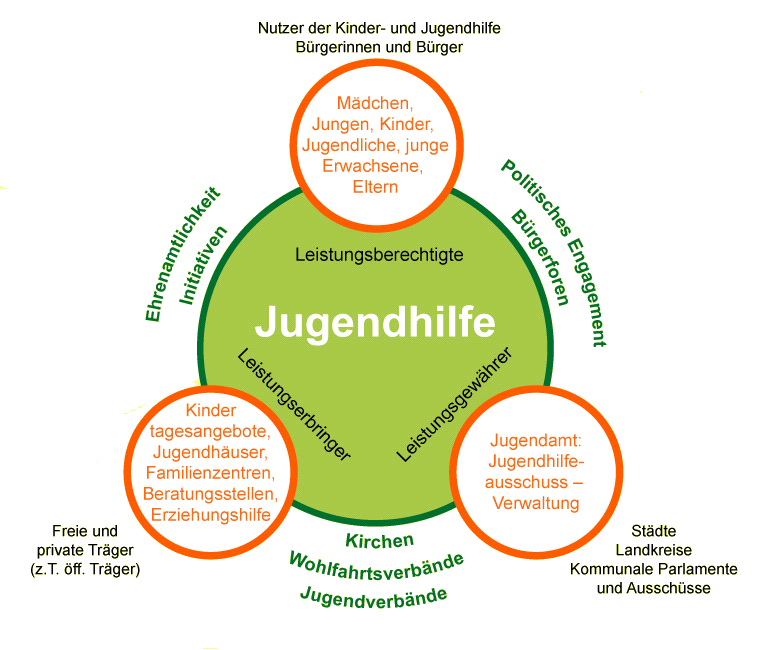 Nutzer der Kinder- und Jugendhilfe
Bürgerinnen und Bürger
Mädchen,
Jungen, Kinder,
Jugendliche, junge
Erwachsene,
Eltern
Ehrenamtlichkeit
Initiativen
Politisches Engagement
Bürgerforen
Leistungsberechtigte
Jugendhilfe
Leistungserbringer
Leistungsgewährer
Kinder
tagesangebote,
Jugendhäuser,
Familienzentren,
Beratungsstellen,
Erziehungshilfe
Jugendamt:
Jugendhilfe-
ausschuss –
Verwaltung
Freie und
private Träger
(z.T. öff. Träger)
Kirchen
Wohlfahrtsverbände
Jugendverbände
Städte
Landkreise
Kommunale Parlamente
und Ausschüsse